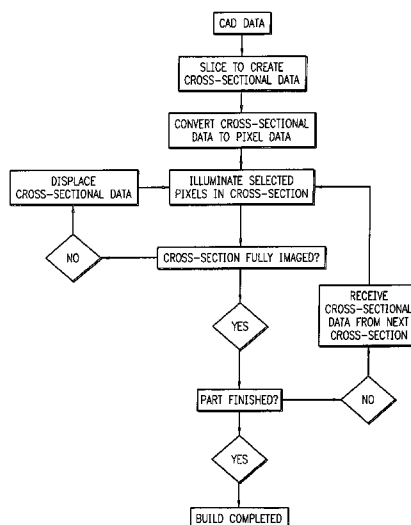 CAD DATA
SLICE TO CREATE
CROSS-SECTIONAL DATA
CONVERT CROSS-SECTIONAL
DATA TO PIXEL DATA
DISPLACE
CROSS-SECTIONAL DATA
ILLUMINATE SELECTED
PIXELS IN CROSS-SECTION
NO
CROSS-SECTION FULLY IMAGED?
RECEIVE
CROSS-SECTIONAL
DATA FROM NEXT
CROSS-SECTION
YES
PART FINISHED?
NO
YES
BUILD COMPLETED